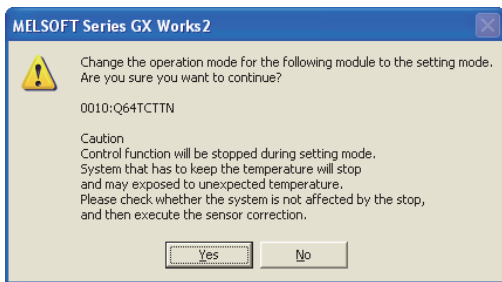 MELSOFT Series GX Works2
Change the operation mode for the following module to the setting mode.
Are you sure you want to continue?
0010:Q64TCTTN
Caution
Control function will be stopped during setting mode.
System that has to keep the temperature will stop
and may exposed to unexpected temperature.
Please check whether the system is not affected by the stop,
and then execute the sensor correction.
Yes
No